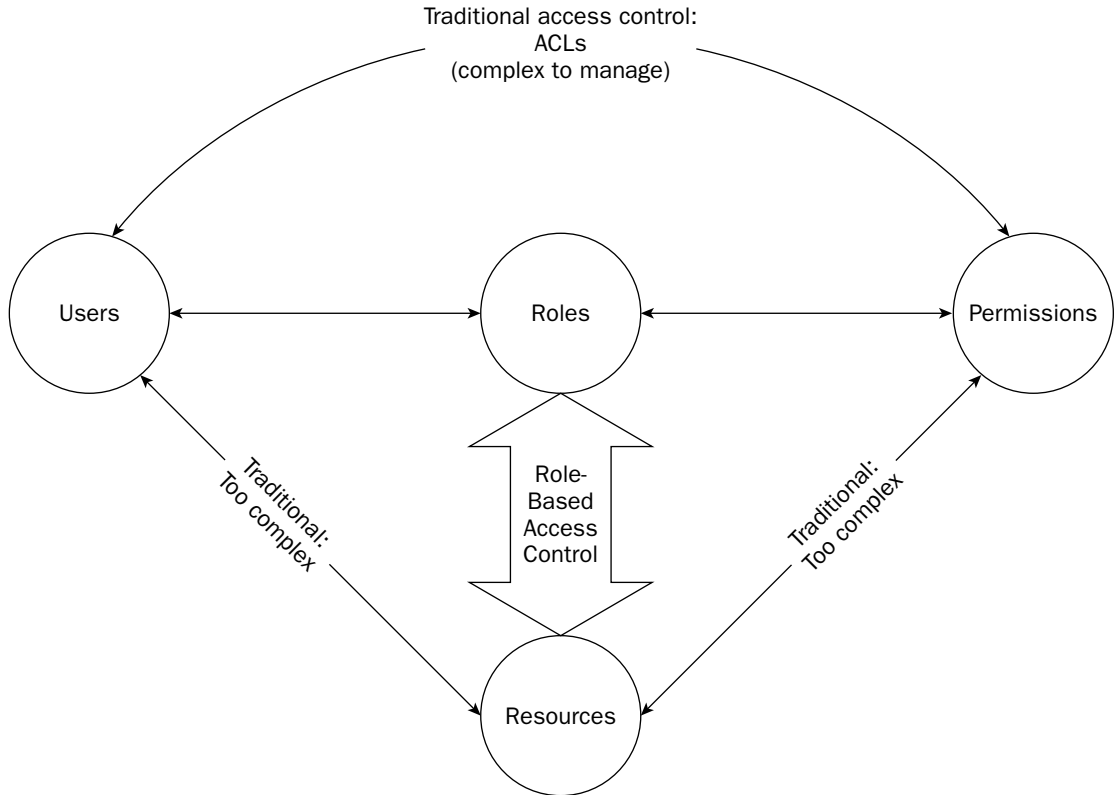 Traditional access control:
ACLs
(complex to manage)
Users
Roles
Permissions
Traditional:
Too complex
Role-
Based
Access
Control
Traditional:
Too complex
Resources